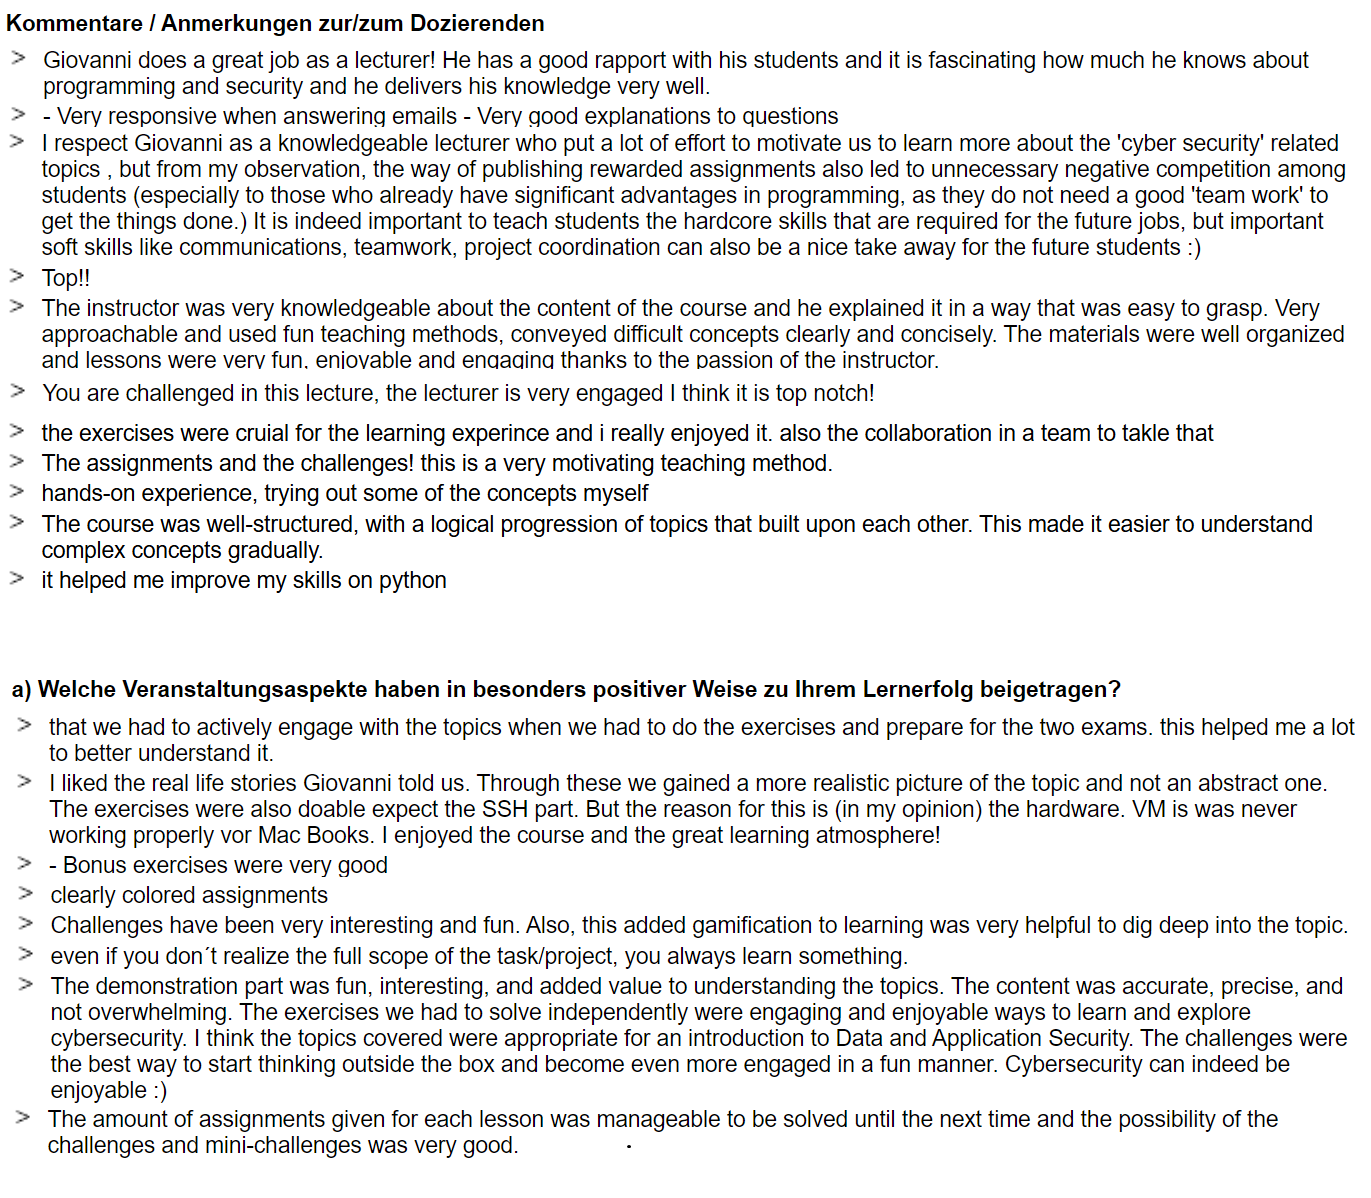 Kommentare / Anmerkungen zur/zum Dozierenden
> Giovanni does a great job as a lecturer! He has a good rapport with his students and it is fascinating how much he knows about
programming and security and he delivers his knowledge very well.
> - Very responsive when answering emails - Very good explanations to questions
> I respect Giovanni as a knowledgeable lecturer who put a lot of effort to motivate us to learn more about the 'cyber security' related
topics , but from my observation, the way of publishing rewarded assignments also led to unnecessary negative competition among
students (especially to those who already have significant advantages in programming, as they do not need a good 'team work' to
get the things done.) It is indeed important to teach students the hardcore skills that are required for the future jobs, but important
soft skills like communications, teamwork, project coordination can also be a nice take away for the future students :)
> Top!!
> The instructor was very knowledgeable about the content of the course and he explained it in a way that was easy to grasp. Very
approachable and used fun teaching methods, conveyed difficult concepts clearly and concisely. The materials were well organized
and lessons were very fun, enjoyable and engaging thanks to the passion of the instructor.
> You are challenged in this lecture, the lecturer is very engaged I think it is top notch!
> the exercises were cruial for the learning experince and i really enjoyed it. also the collaboration in a team to takle that
> The assignments and the challenges! this is a very motivating teaching method.
> hands-on experience, trying out some of the concepts myself
> The course was well-structured, with a logical progression of topics that built upon each other. This made it easier to understand
complex concepts gradually.
> it helped me improve my skills on python
a) Welche Veranstaltungsaspekte haben in besonders positiver Weise zu Ihrem Lernerfolg beigetragen?
> that we had to actively engage with the topics when we had to do the exercises and prepare for the two exams. this helped me a lot
to better understand it.
> I liked the real life stories Giovanni told us. Through these we gained a more realistic picture of the topic and not an abstract one.
The exercises were also doable expect the SSH part. But the reason for this is (in my opinion) the hardware. VM is was never
working properly vor Mac Books. I enjoyed the course and the great learning atmosphere!
> - Bonus exercises were very good
> clearly colored assignments
> Challenges have been very interesting and fun. Also, this added gamification to learning was very helpful to dig deep into the topic.
> even if you don´t realize the full scope of the task/project, you always learn something.
> The demonstration part was fun, interesting, and added value to understanding the topics. The content was accurate, precise, and
not overwhelming. The exercises we had to solve independently were engaging and enjoyable ways to learn and explore
cybersecurity. I think the topics covered were appropriate for an introduction to Data and Application Security. The challenges were
the best way to start thinking outside the box and become even more engaged in a fun manner. Cybersecurity can indeed be
enjoyable :)
> The amount of assignments given for each lesson was manageable to be solved until the next time and the possibility of the
challenges and mini-challenges was very good.